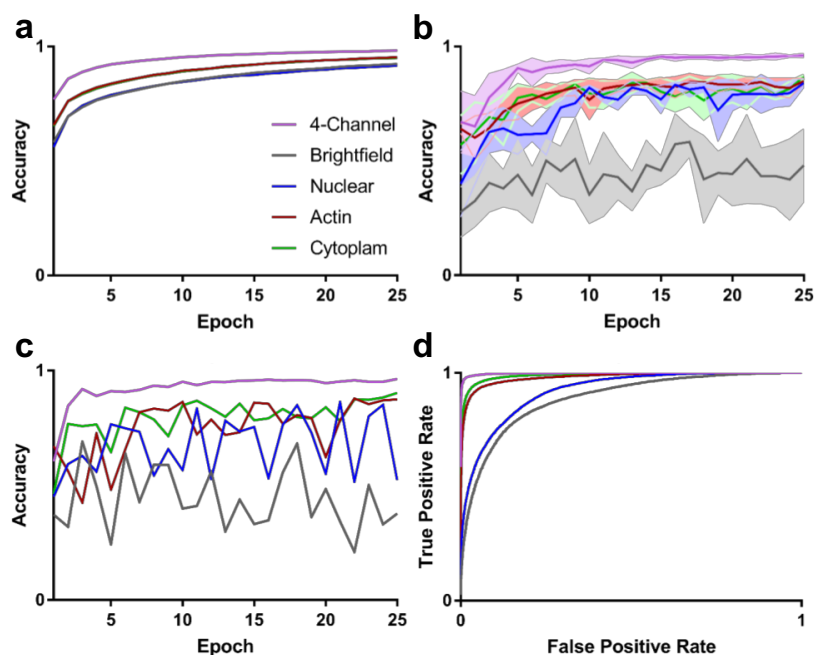 a
1
Accuracy
0
4-Channel
Brightfield
Nuclear
Actin
Cytoplam
5 10 15 20 25
Epoch
b
1
Accuracy
0
5 10 15 20 25
Epoch
c
1
Accuracy
0
5 10 15 20 25
Epoch
d
1
True Positive Rate
0
0 1
False Positive Rate